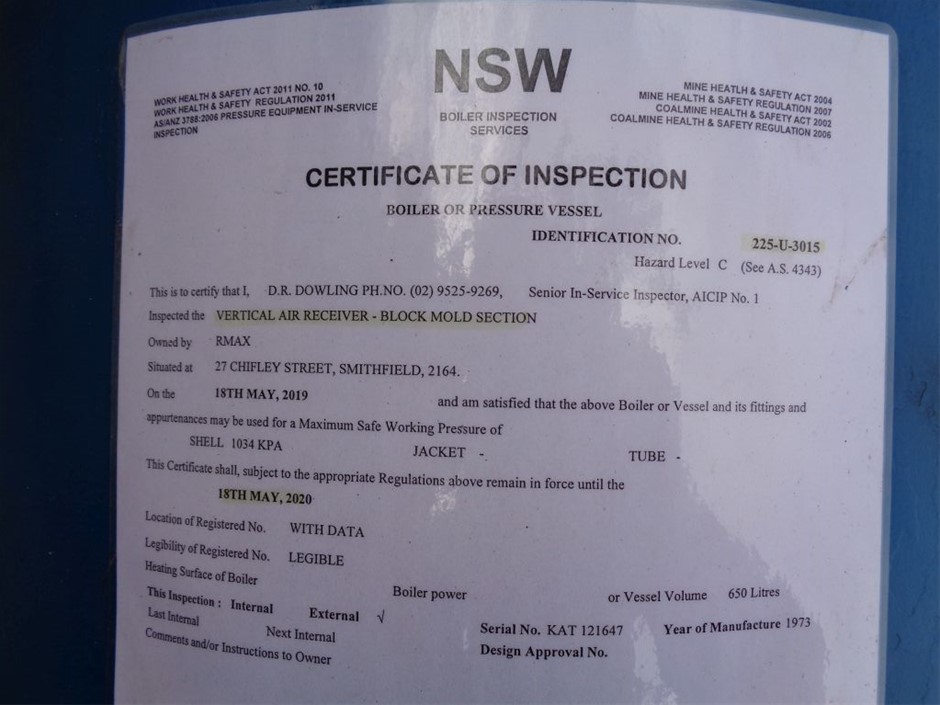 NSW
BOILER INSPECTION
SERVICES
WORK HEALTH & SAFETY ACT 2011 NO. 10
WORK HEALTH & SAFETY REGULATION 2011
AS/ANZ 3788:2006 PRESSURE EQUIPMENT IN-SERVICE
INSPECTION
MINE HEATLH & SAFETY ACT 2004
MINE HEALTH & SAFETY REGULATION 2007
COALMINE HEALTH & SAFETY ACT 2002
COALMINE HEALTH & SAFETY REGULATION 2006
CERTIFICATE OF INSPECTION
BOILER OR PRESSURE VESSEL
IDENTIFICATION NO. 225-U-3015
Hazard Level C (See A.S. 4343)
This is to certify that I, D.R. DOWLING PH.NO. (02) 9525-9269, Senior In-Service Inspector, AICIP No. 1
Inspected the VERTICAL AIR RECEIVER - BLOCK MOLD SECTION
Owned by RMAX
Situated at 27 CHIFLEY STREET, SMITHFIELD, 2164.
On the 18TH MAY, 2019 and am satisfied that the above Boiler or Vessel and its fittings and
appurtenances may be used for a Maximum Safe Working Pressure of
SHELL 1034 KPA JACKET - TUBE -
This Certificate shall, subject to the appropriate Regulations above remain in force until the
18TH MAY, 2020
Location of Registered No. WITH DATA
Legibility of Registered No. LEGIBLE
Heating Surface of Boiler Boiler power or Vessel Volume 650 Litres
This Inspection : Internal External √
Last Internal Next Internal Serial No. KAT 121647 Year of Manufacture 1973
Comments and/or Instructions to Owner Design Approval No.